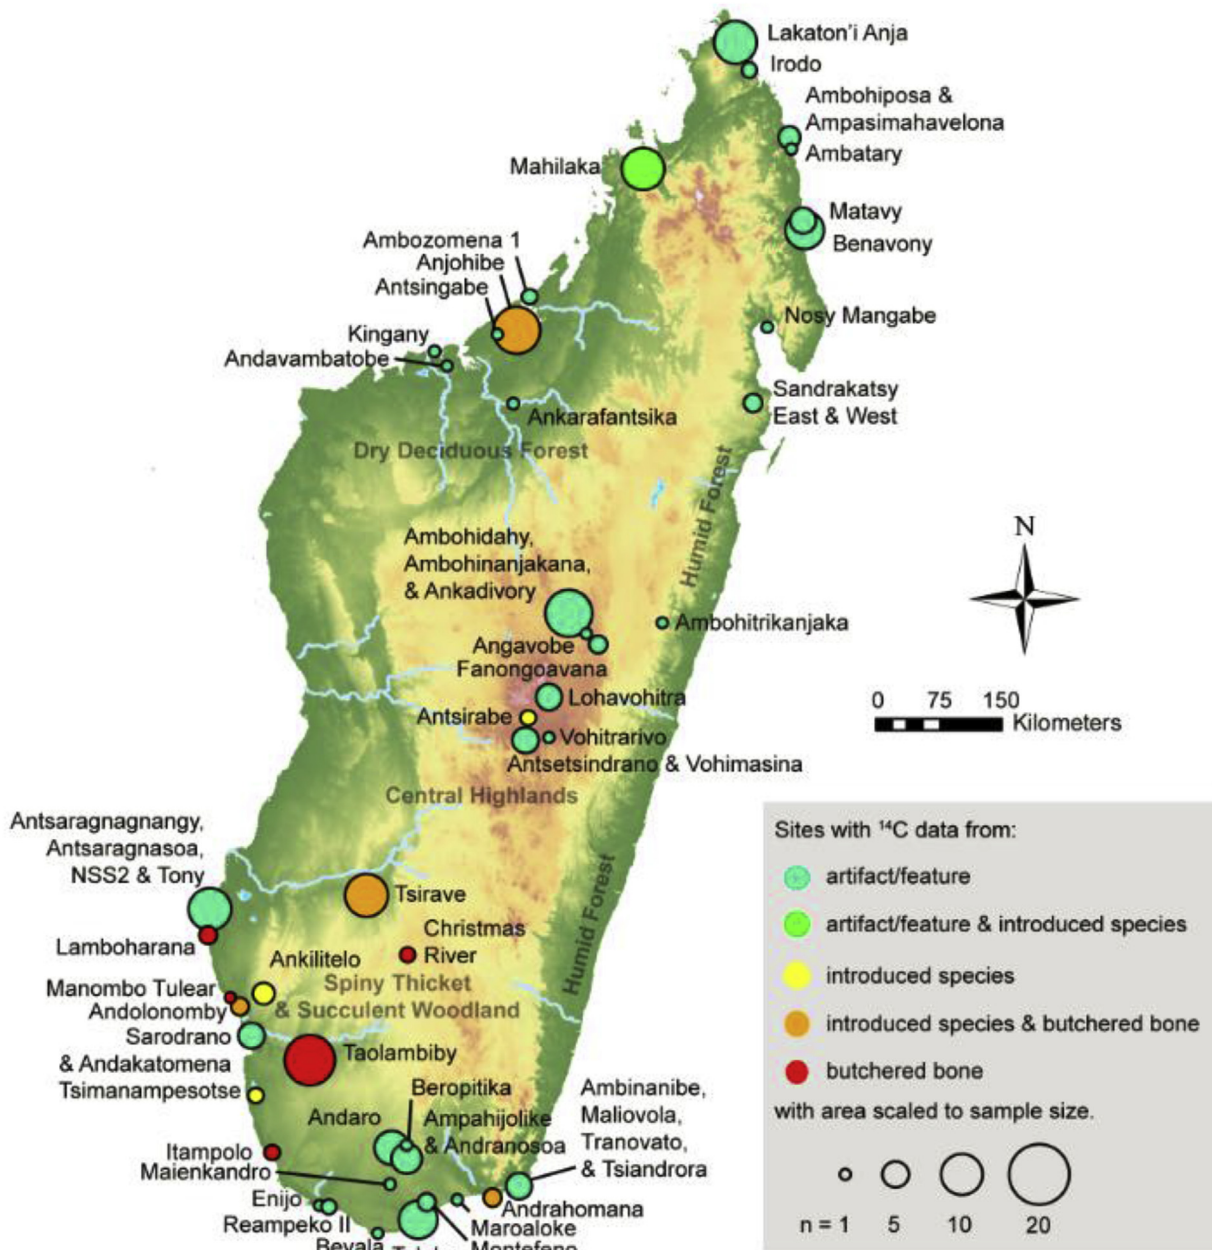 Lakaton'i Anja
Irodo
Ambohiposa &
Ampasimahavelona
Ambatary
Mahilaka
Matavy
Benavony
Ambozomena 1
Anjohibe
Antsingabe
Kingany
Andavambatobe
Nosy Mangabe
Sandrakatsy
East & West
Ankarafantsika
Dry Deciduous Forest
Humid Forest
Ambohidahy,
Ambohinanjakana,
& Ankadivory
Angavobe
Fanongoavana
Ambohitrikanjaka
Lohavohitra
Antsirabe
Vohitrarivo
Antsetsindrano & Vohimasina
Central Highlands
N
0 75 150
Kilometers
Antsaragnagnangy,
Antsaragnasoa,
NSS2 & Tony
Lamboharana
Tsirave
Christmas
River
Humid Forest
Ankilitelo
Spiny Thicket
& Succulent Woodland
Manombo Tulear
Andolonomby
Sarodrano
& Andakatomena
Taolambiby
Tsimanampesotse
Beropitika
Andaro
Ampahijolike
& Andranosoa
Ambinanibe,
Maliovola,
Tranovato,
& Tsiandrora
Itampolo
Maienkandro
Enijo
Reampeko II
Bevala
Andrahomana
Maroaloke
Montefeno
Sites with ¹⁴C data from:
artifact/feature
artifact/feature & introduced species
introduced species
introduced species & butchered bone
butchered bone
with area scaled to sample size.
n = 1 5 10 20